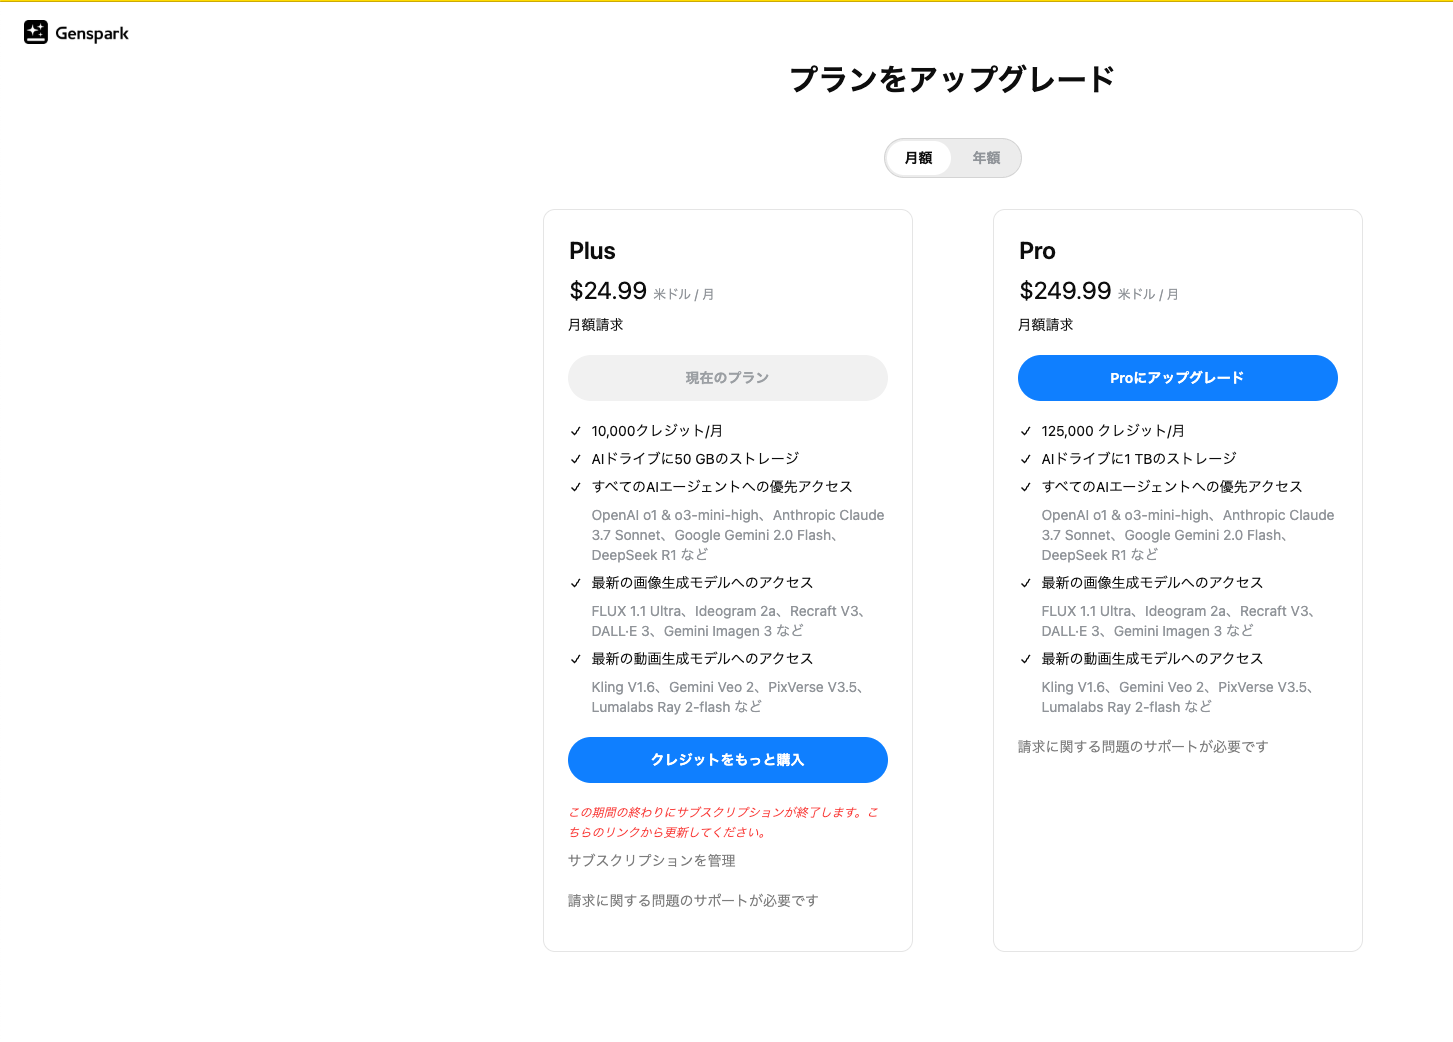 Genspark
プランをアップグレード
月額 年額
Plus
$24.99 米ドル / 月
月額請求
現在のプラン
10,000クレジット/月
AIドライブに50 GBのストレージ
すべてのAIエージェントへの優先アクセス
OpenAI o1 & o3-mini-high、Anthropic Claude
3.7 Sonnet、Google Gemini 2.0 Flash、
DeepSeek R1 など
最新の画像生成モデルへのアクセス
FLUX 1.1 Ultra、Ideogram 2a、Recraft V3、
DALL·E 3、Gemini Imagen 3 など
最新の動画生成モデルへのアクセス
Kling V1.6、Gemini Veo 2、PixVerse V3.5、
Lumalabs Ray 2-flash など
クレジットをもっと購入
この期間の終わりにサブスクリプションが終了します。こ
ちらのリンクから更新してください。
サブスクリプションを管理
請求に関する問題のサポートが必要です
Pro
$249.99 米ドル / 月
月額請求
Proにアップグレード
125,000 クレジット/月
AIドライブに1 TBのストレージ
すべてのAIエージェントへの優先アクセス
OpenAI o1 & o3-mini-high、Anthropic Claude
3.7 Sonnet、Google Gemini 2.0 Flash、
DeepSeek R1 など
最新の画像生成モデルへのアクセス
FLUX 1.1 Ultra、Ideogram 2a、Recraft V3、
DALL·E 3、Gemini Imagen 3 など
最新の動画生成モデルへのアクセス
Kling V1.6、Gemini Veo 2、PixVerse V3.5、
Lumalabs Ray 2-flash など
請求に関する問題のサポートが必要です